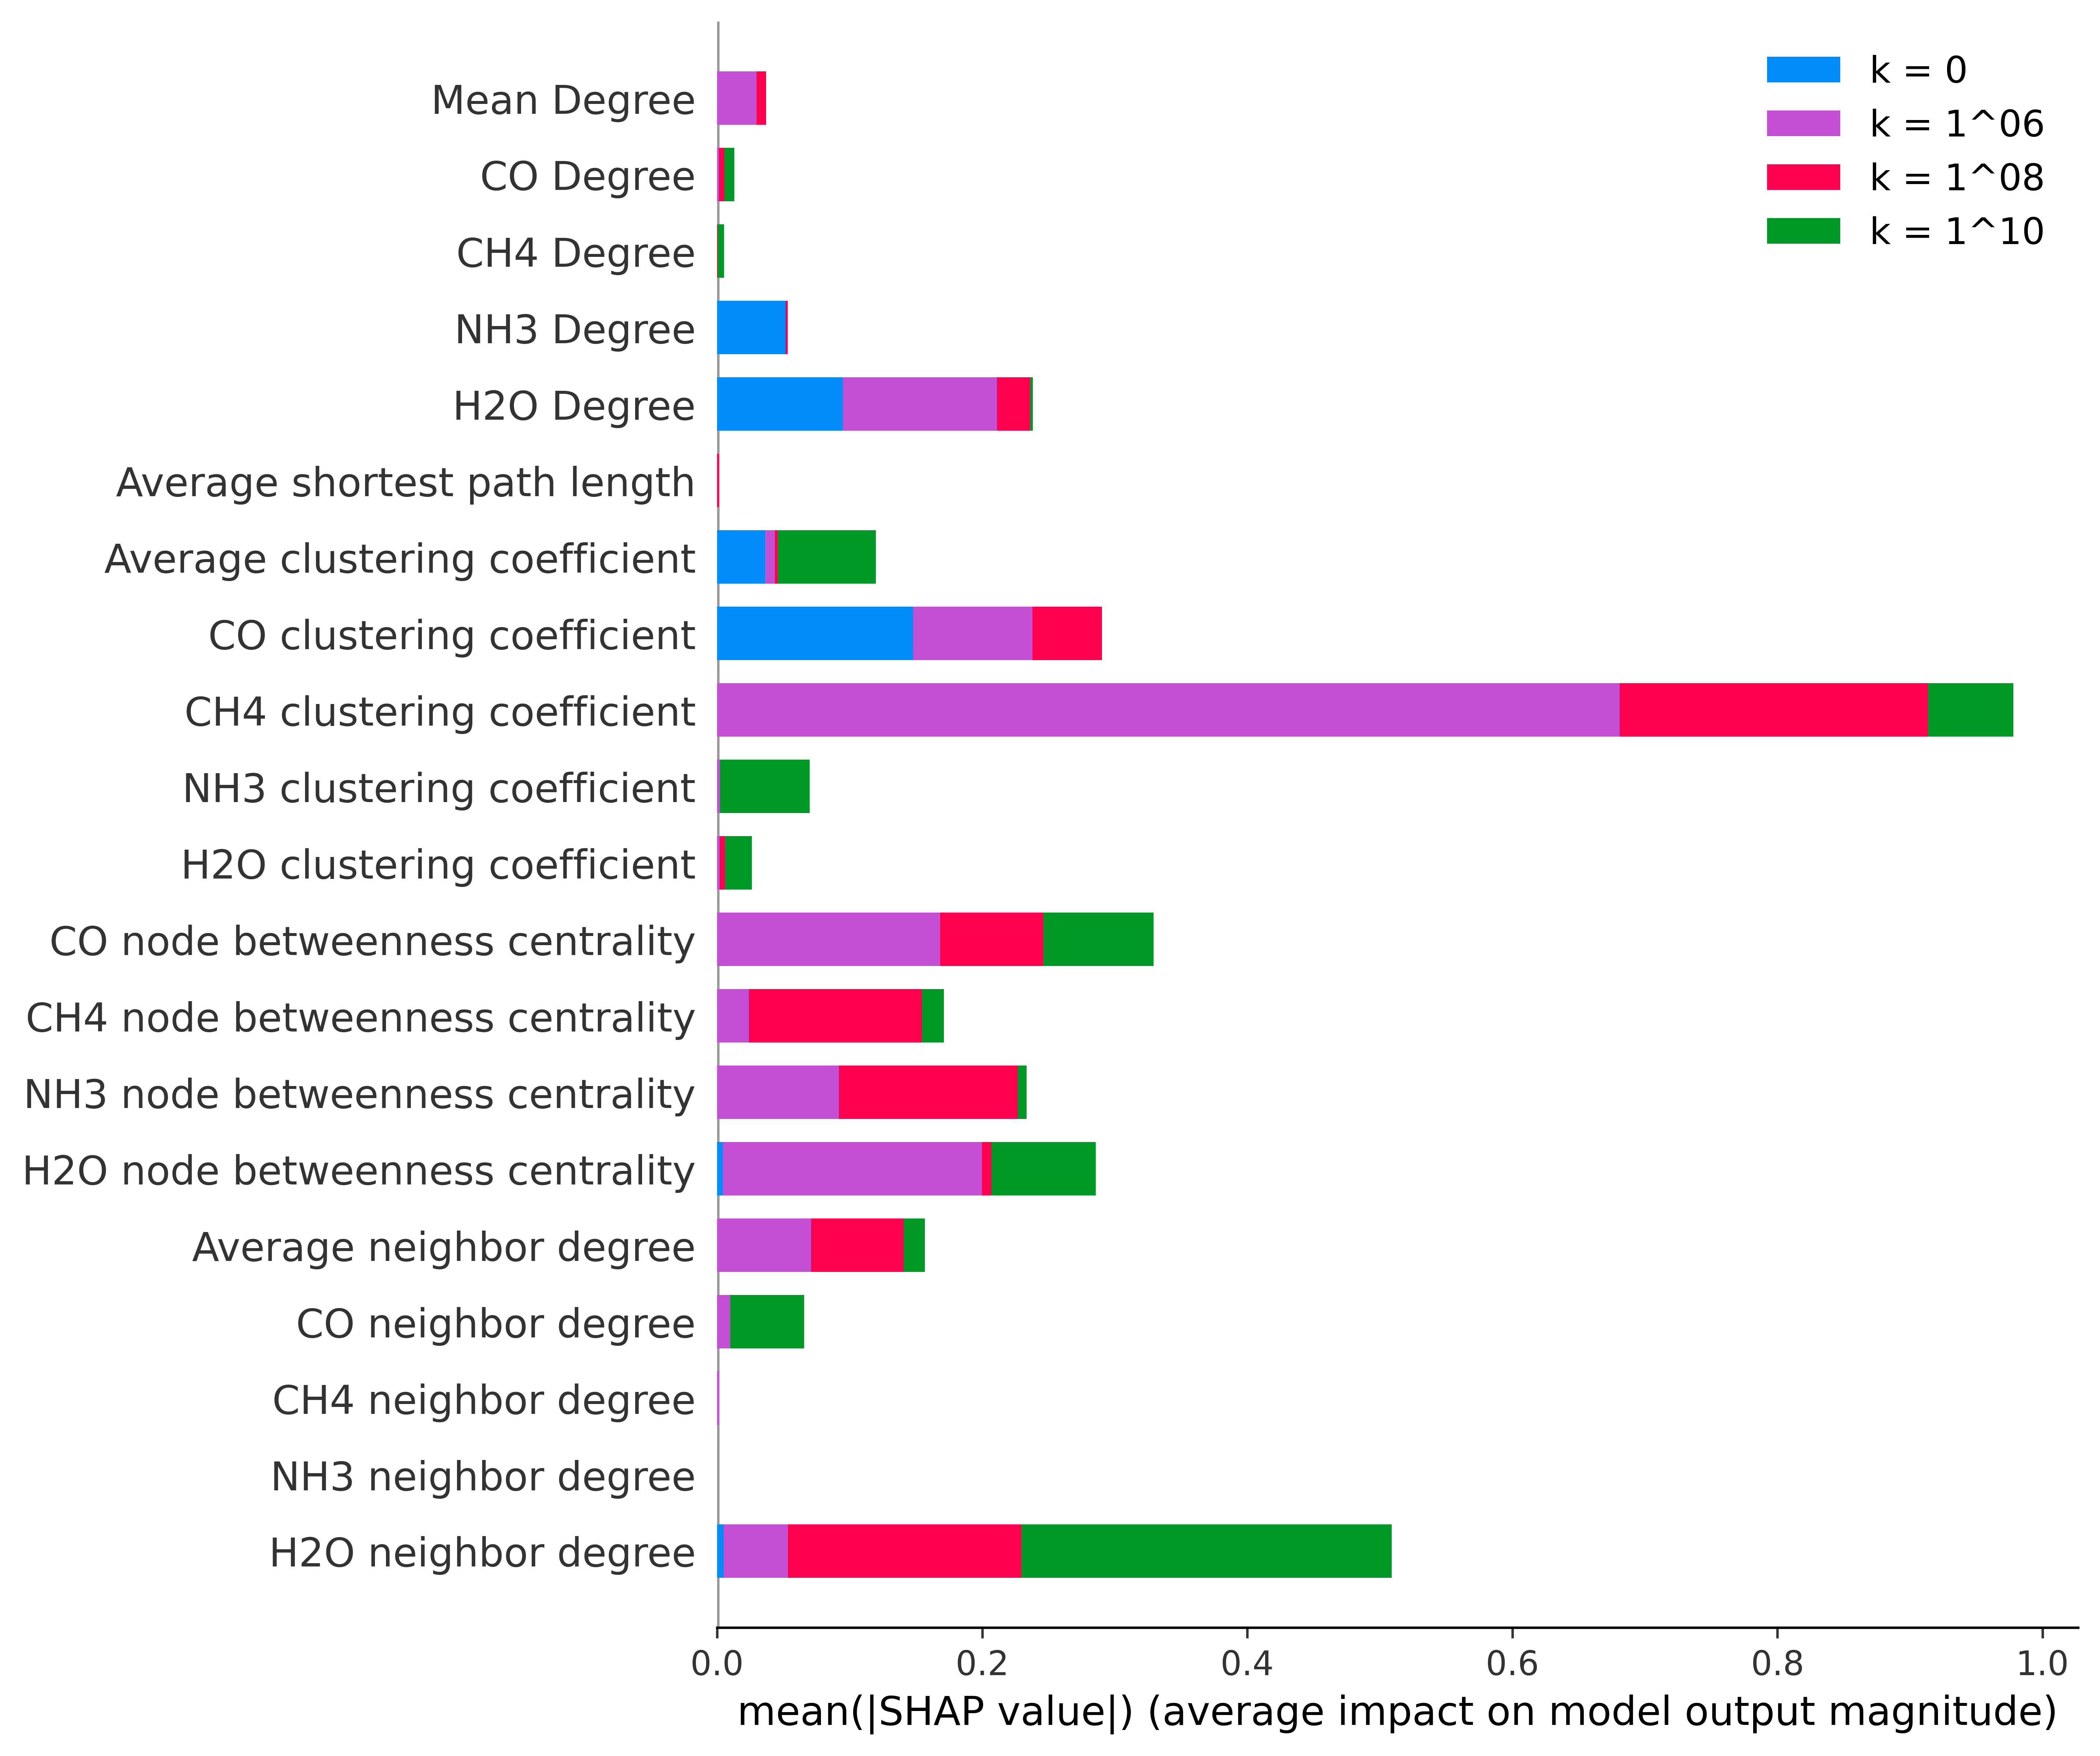 k = 0
k = 1^06
k = 1^08
k = 1^10
Mean Degree
CO Degree
CH4 Degree
NH3 Degree
H2O Degree
Average shortest path length
Average clustering coefficient
CO clustering coefficient
CH4 clustering coefficient
NH3 clustering coefficient
H2O clustering coefficient
CO node betweenness centrality
CH4 node betweenness centrality
NH3 node betweenness centrality
H2O node betweenness centrality
Average neighbor degree
CO neighbor degree
CH4 neighbor degree
NH3 neighbor degree
H2O neighbor degree
0.0 0.2 0.4 0.6 0.8 1.0
mean(|SHAP value|) (average impact on model output magnitude)